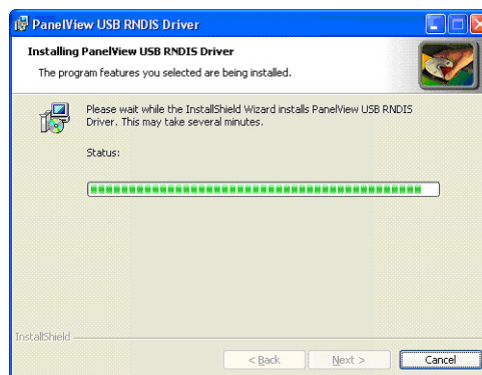 PanelView USB RNDIS Driver
Installing PanelView USB RNDIS Driver
The program features you selected are being installed.
Please wait while the InstallShield Wizard installs PanelView USB RNDIS
Driver. This may take several minutes.
Status:
InstallShield
< Back Next > Cancel